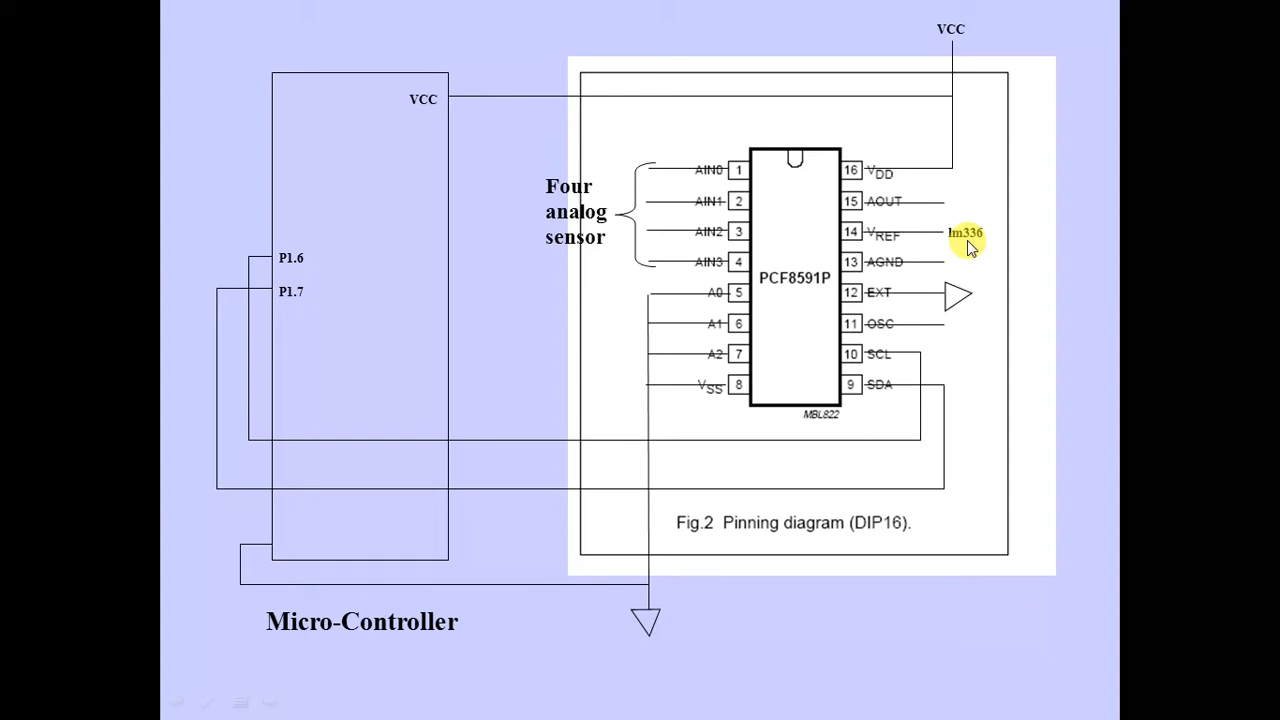 VCC
VCC
Four
analog
sensor
P1.6
P1.7
AIN0 1
AIN1 2
AIN2 3
AIN3 4
A0 5
A1 6
A2 7
VSS 8
PCF8591P
16 VDD
15 AOUT
14 VREF
lm336
13 AGND
12 EXT
11 OSC
10 SCL
9 SDA
MBL822
Fig.2 Pinning diagram (DIP16).
Micro-Controller